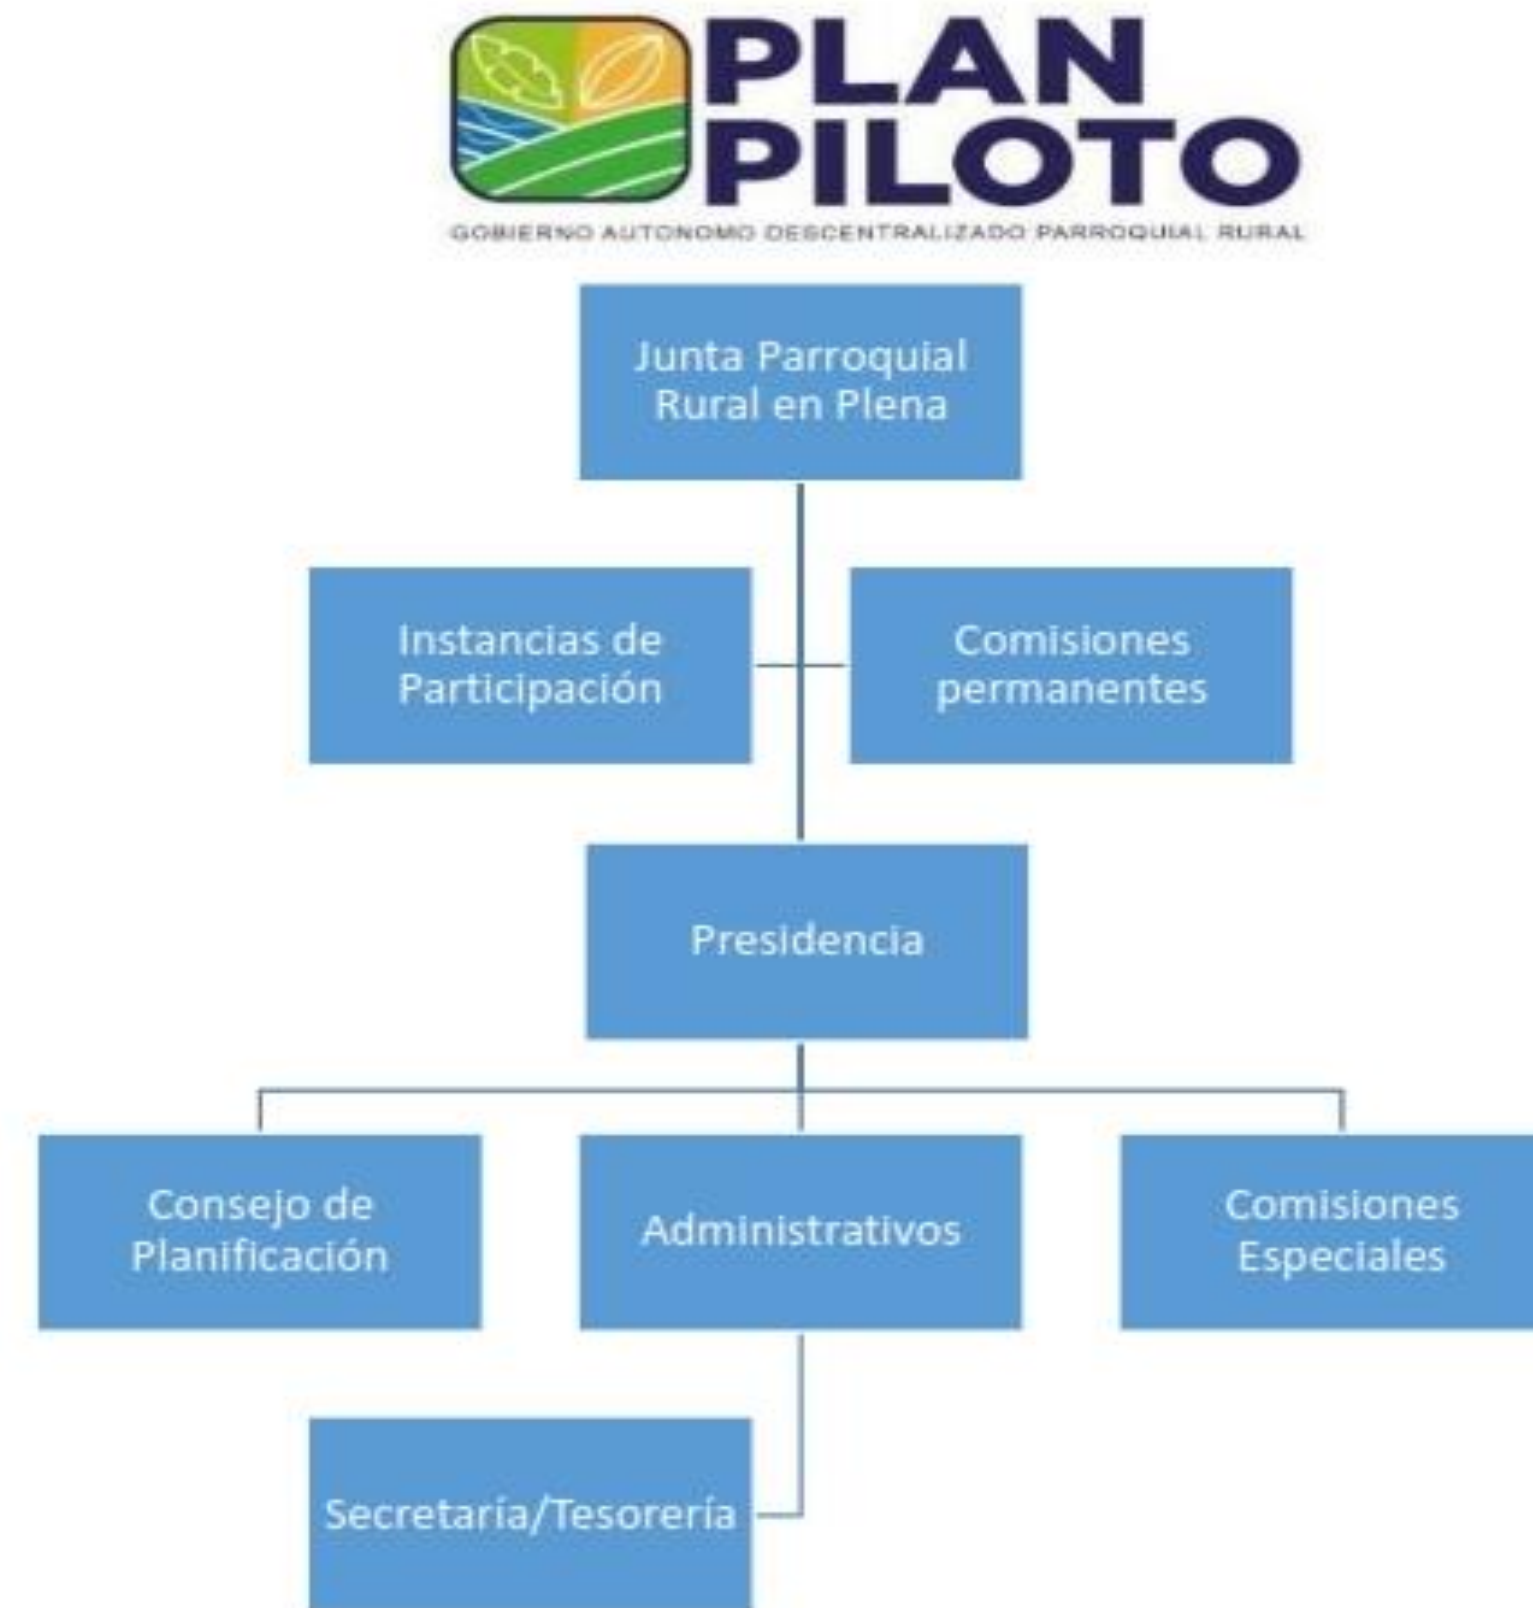 PLAN
PILOTO
GOBIERNO AUTONOMO DESCENTRALIZADO PARROQUIAL RURAL
Junta Parroquial
Rural en Plena
Instancias de
Participación
Comisiones
permanentes
Presidencia
Consejo de
Planificación
Administrativos
Comisiones
Especiales
Secretaría/Tesorería